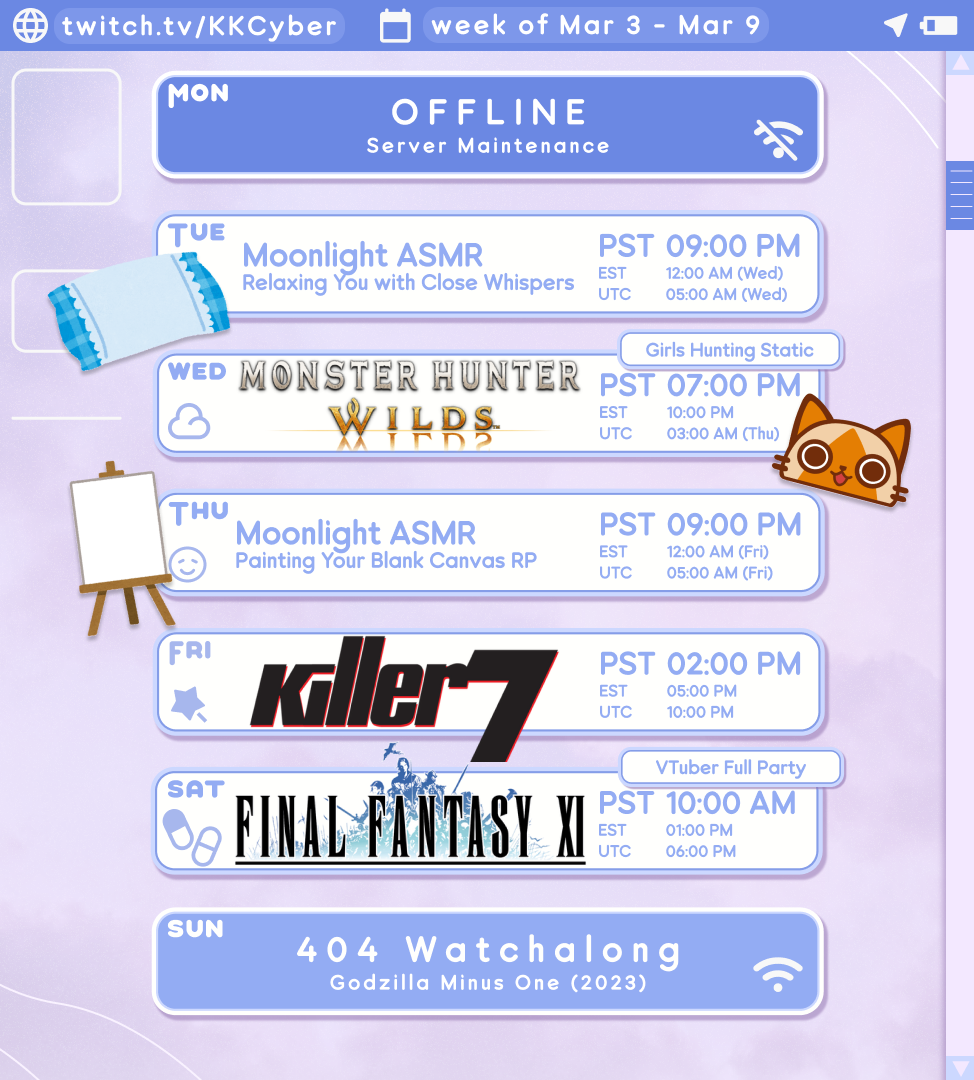 twitch.tv/KKCyber
week of Mar 3 - Mar 9
MON
OFFLINE
Server Maintenance
TUE
Moonlight ASMR
Relaxing You with Close Whispers
PST 09:00 PM
EST 12:00 AM (Wed)
UTC 05:00 AM (Wed)
Girls Hunting Static
WED
MONSTER HUNTER
WILDS™
PST 07:00 PM
EST 10:00 PM
UTC 03:00 AM (Thu)
THU
Moonlight ASMR
Painting Your Blank Canvas RP
PST 09:00 PM
EST 12:00 AM (Fri)
UTC 05:00 AM (Fri)
FRI
Killer7
PST 02:00 PM
EST 05:00 PM
UTC 10:00 PM
VTuber Full Party
SAT
FINAL FANTASY XI
PST 10:00 AM
EST 01:00 PM
UTC 06:00 PM
SUN
404 Watchalong
Godzilla Minus One (2023)